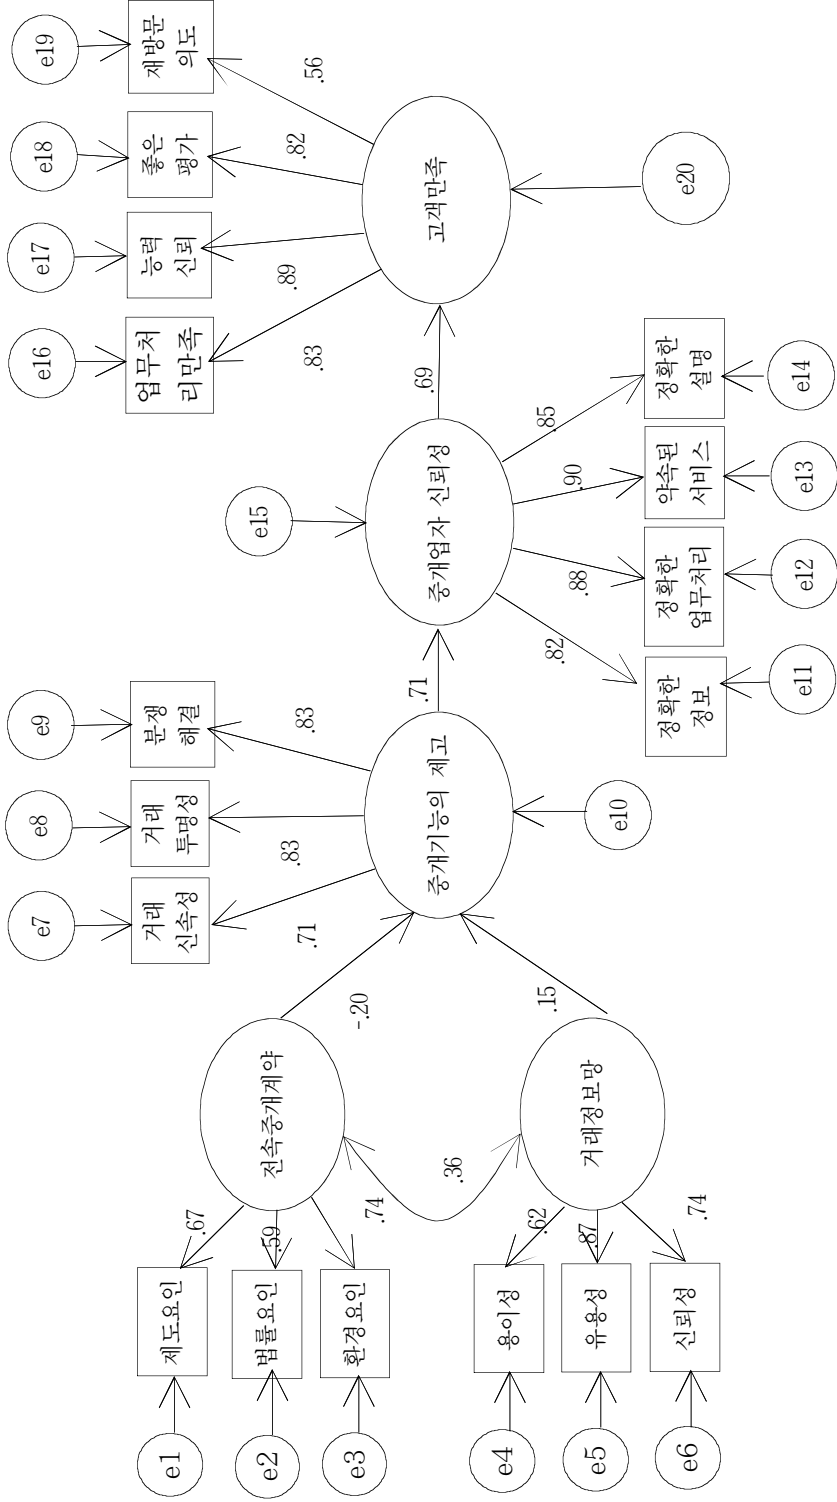 e1
e2
e3
e4
e5
e6
제도요인
법률요인
환경요인
용이성
유용성
신뢰성
.67
.59
.74
.62
.87
.74
전속중개계약
거래정보망
.36
-.20
.15
e7
e8
e9
거래
신속성
거래
투명성
분쟁
해결
.71
.83
.83
중개기능의 제고
e10
.71
e15
중개업자 신뢰성
.82
.88
.90
.85
정확한
정보
정확한
업무처리
약속된
서비스
정확한
설명
e11
e12
e13
e14
.69
e16
e17
e18
e19
업무처
리만족
능력
신뢰
좋은
평가
재방문
의도
.83
.89
.82
.56
고객만족
e20